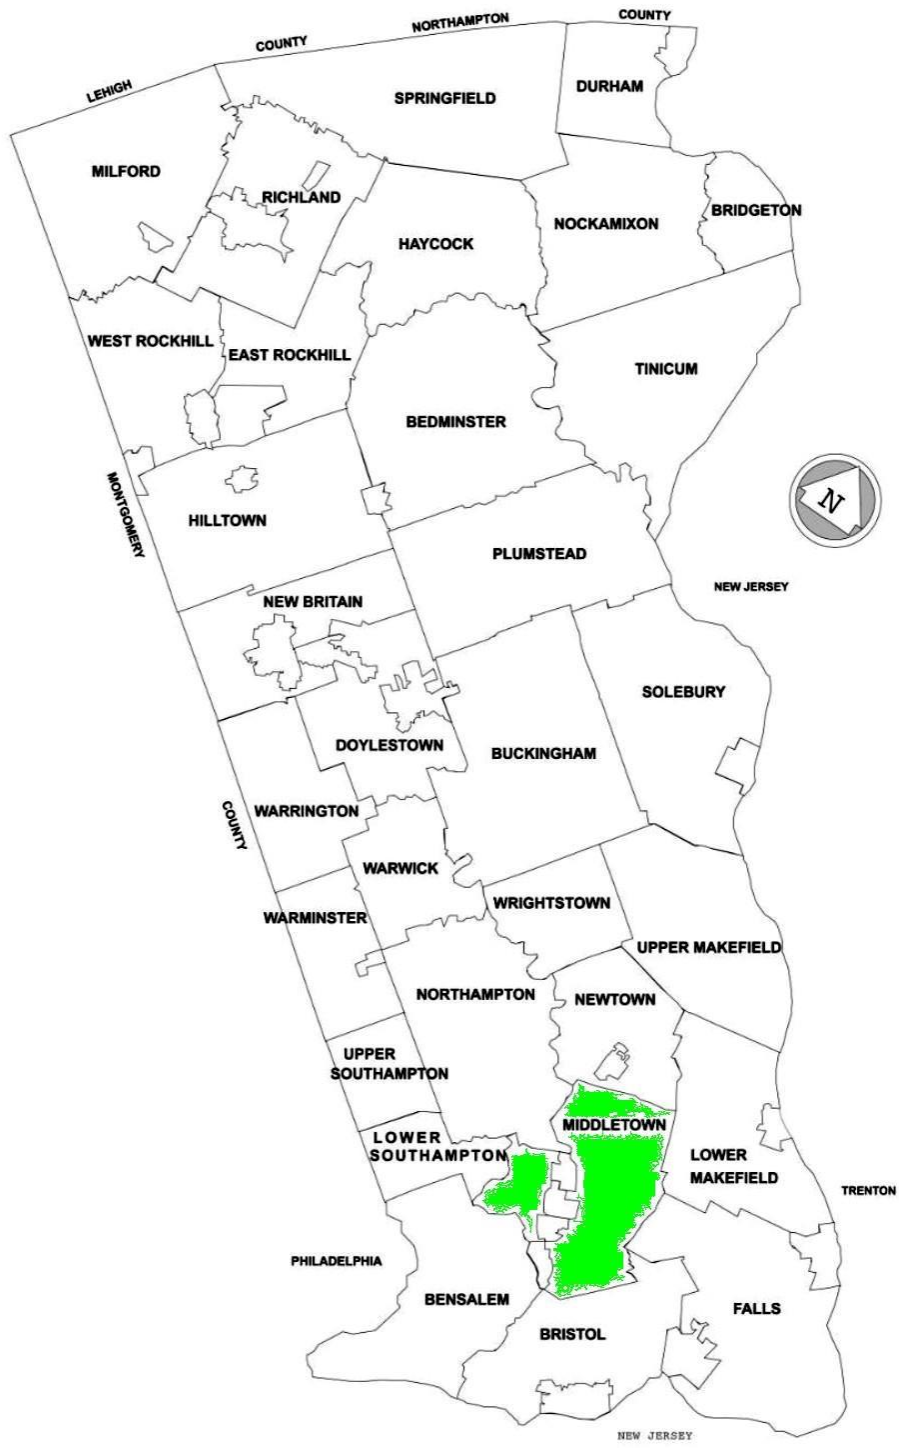 NORTHAMPTON
COUNTY
COUNTY
LEHIGH
DURHAM
SPRINGFIELD
MILFORD
RICHLAND
BRIDGETON
NOCKAMIXON
HAYCOCK
WEST ROCKHILL
EAST ROCKHILL
TINICUM
BEDMINSTER
MONTGOMERY
N
HILLTOWN
PLUMSTEAD
NEW JERSEY
NEW BRITAIN
SOLEBURY
DOYLESTOWN
BUCKINGHAM
COUNTY
WARRINGTON
WARWICK
WRIGHTSTOWN
WARMINSTER
UPPER MAKEFIELD
NORTHAMPTON
NEWTOWN
UPPER
SOUTHAMPTON
MIDDLETOWN
LOWER
SOUTHAMPTON
LOWER
MAKEFIELD
TRENTON
PHILADELPHIA
BENSALEM
FALLS
BRISTOL
NEW JERSEY